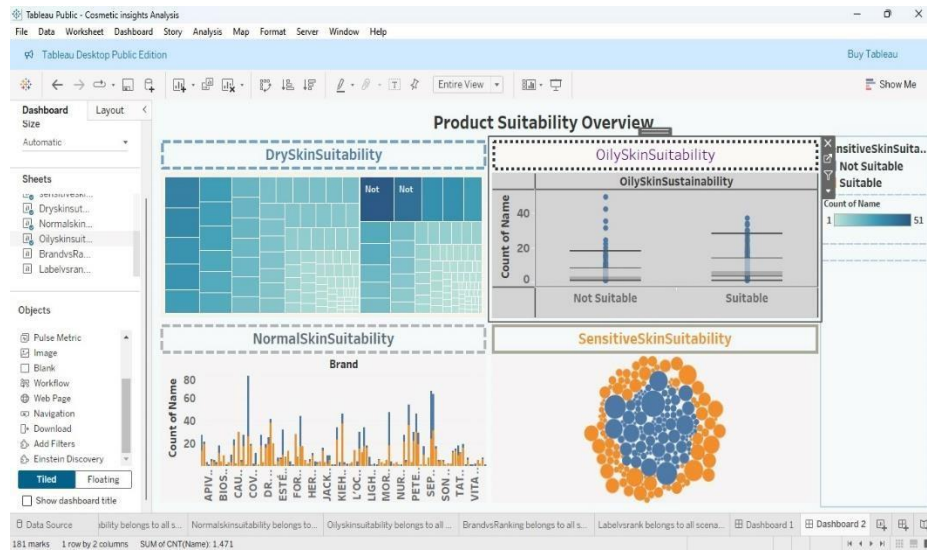 Tableau Public - Cosmetic insights Analysis
File Data Worksheet Dashboard Story Analysis Map Format Server Window Help
Tableau Desktop Public Edition
Buy Tableau
Entire View
Show Me
Dashboard
Layout
Size
Automatic
Sheets
Dryskinsut...
Normalskin...
Oilyskinsuit...
BrandvsRa...
Labelvsran...
Objects
Pulse Metric
Image
Blank
Workflow
Web Page
Navigation
Download
Add Filters
Einstein Discovery
Tiled
Floating
Show dashboard title
Product Suitability Overview
DrySkinSuitability
Not Not
OilySkinSuitability
OilySkinSustainability
Count of Name
40
20
0
Not Suitable Suitable
nsitiveSkinSuita..
Not Suitable
Suitable
Count of Name
1 51
NormalSkinSuitability
Brand
Count of Name
80
60
40
20
APIV..
BIOS..
CAU...
COV..
DR. ..
ESTÉ..
FOR..
HER..
JACK..
KIEH..
L'OC..
LIGH..
MOR..
NUR..
PETE..
SEP..
SON ..
TAT..
VITA..
SensitiveSkinSuitability
Data Source
bility belongs to all s...
Normalskinsuitability belongs to...
Oilyskinsuitability belongs to all ...
BrandvsRanking belongs to all s...
Labelvsrank belongs to all scena...
Dashboard 1
Dashboard 2
181 marks 1 row by 2 columns SUM of CNT(Name): 1,471